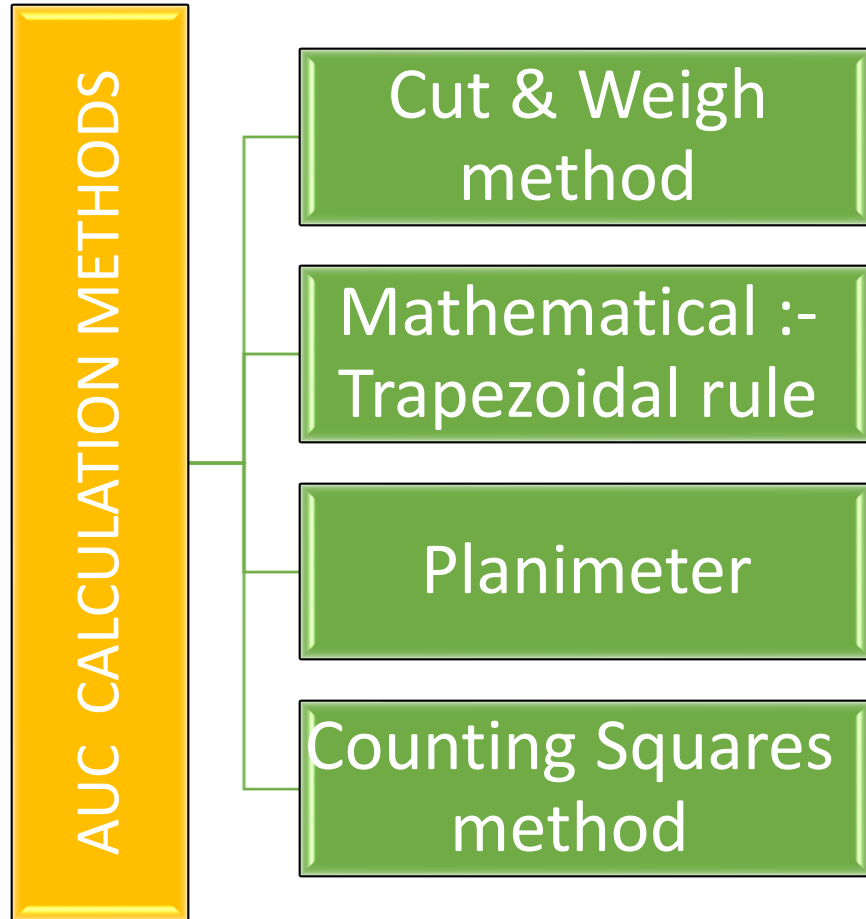 AUC CALCULATION METHODS
Cut & Weigh
method
Mathematical :-
Trapezoidal rule
Planimeter
Counting Squares
method